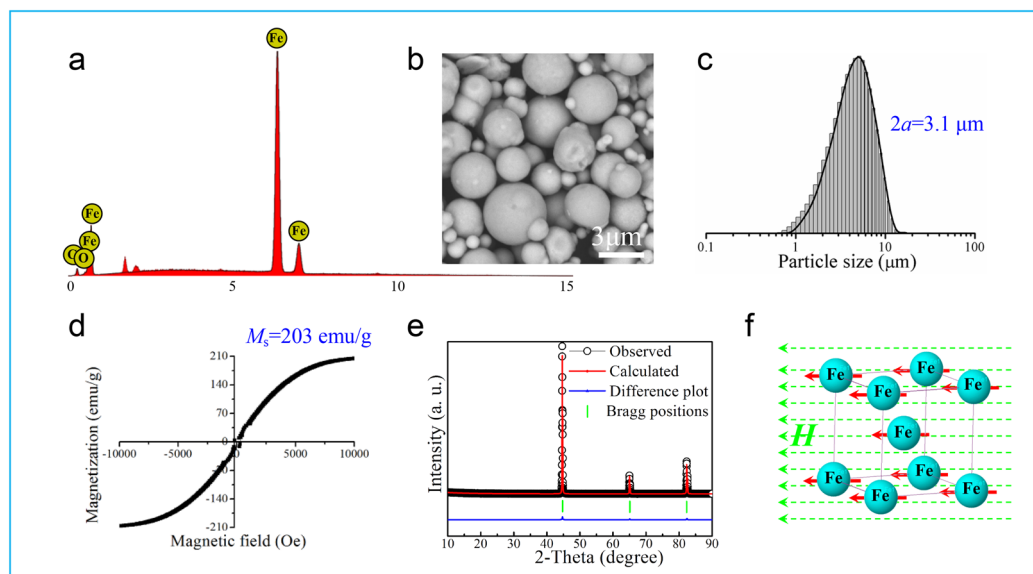 a
Fe
Fe
Fe
Fe
O
0
5
10
15
b
3μm
c
2a=3.1 μm
0.1
1
10
100
Particle size (μm)
d
Ms=203 emu/g
Magnetization (emu/g)
210
140
70
0
-70
-140
-210
-10000
-5000
0
5000
10000
Magnetic field (Oe)
e
Observed
Calculated
Difference plot
Bragg positions
Intensity (a. u.)
10
20
30
40
50
60
70
80
90
2-Theta (degree)
f
H
Fe
Fe
Fe
Fe
Fe
Fe
Fe
Fe
Fe